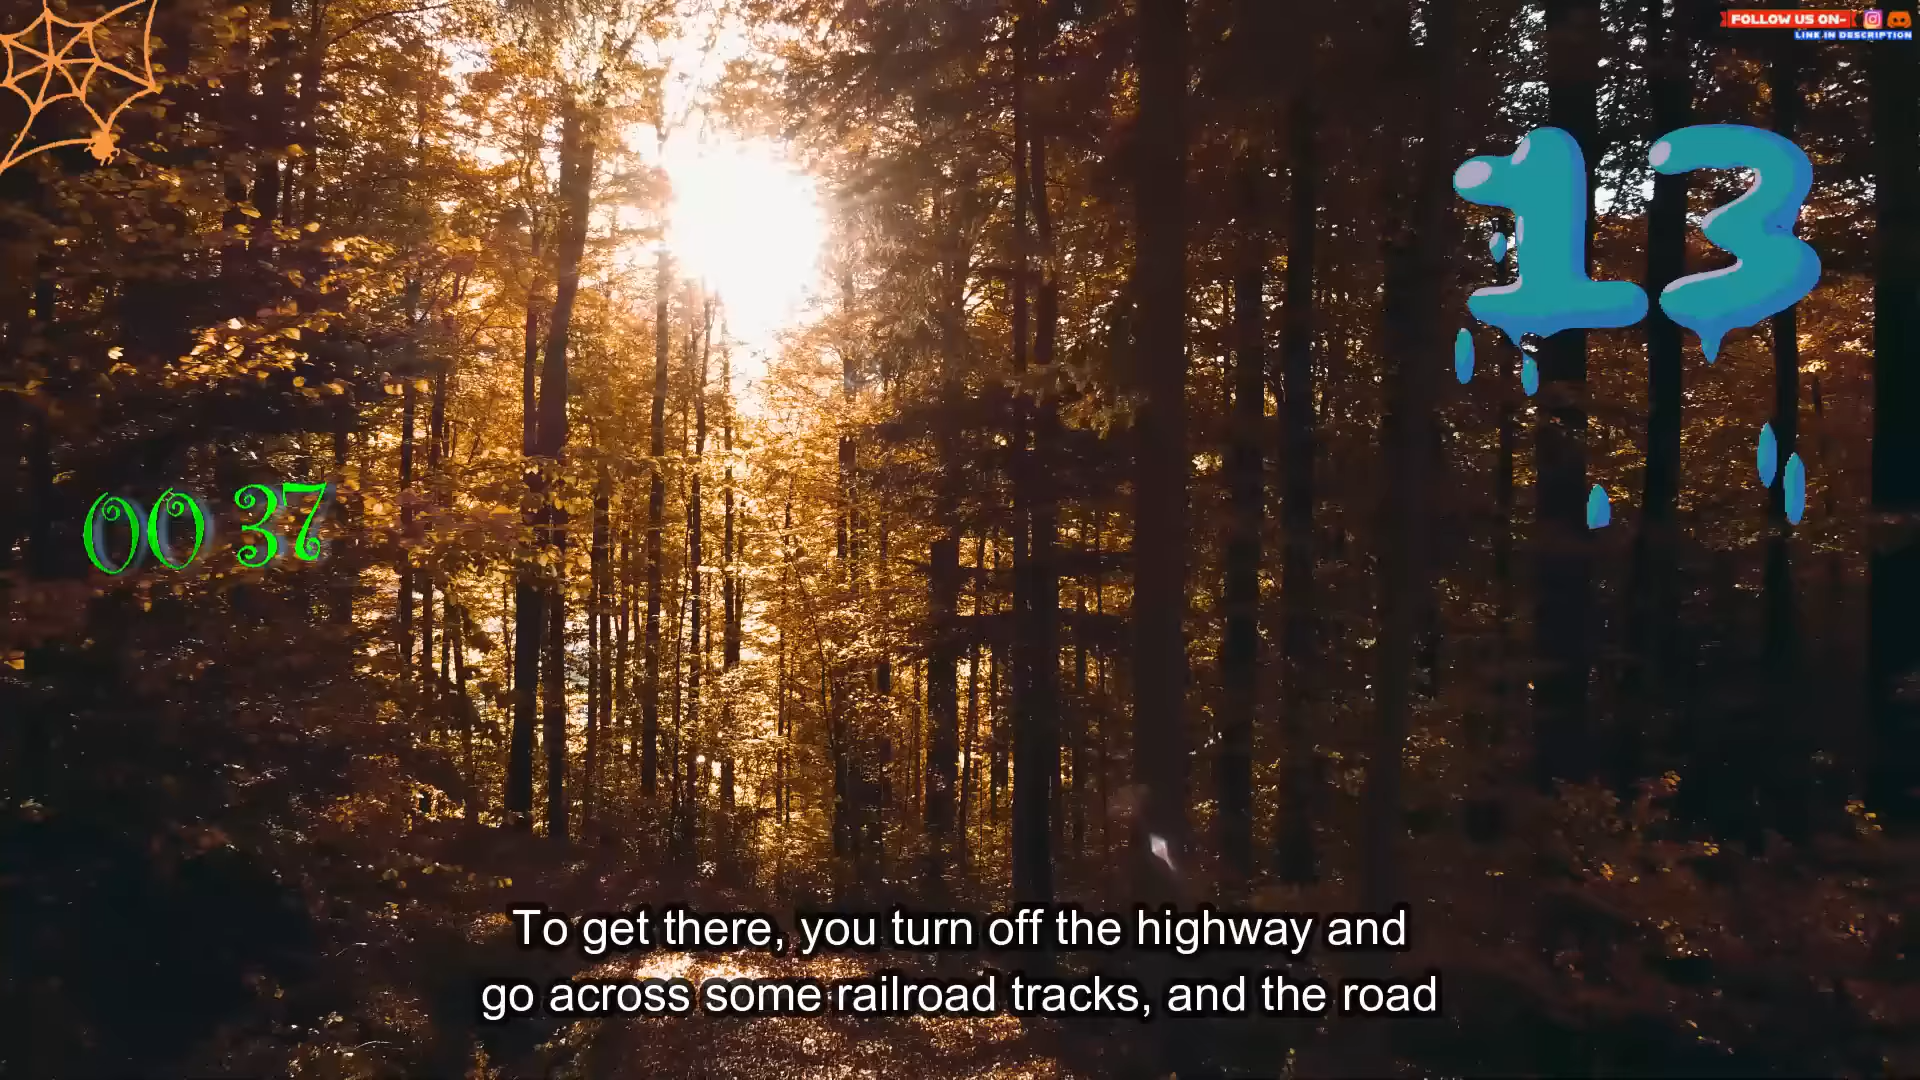 FOLLOW US ON-
LINK IN DESCRIPTION
13
00 37
To get there, you turn off the highway and
go across some railroad tracks, and the road